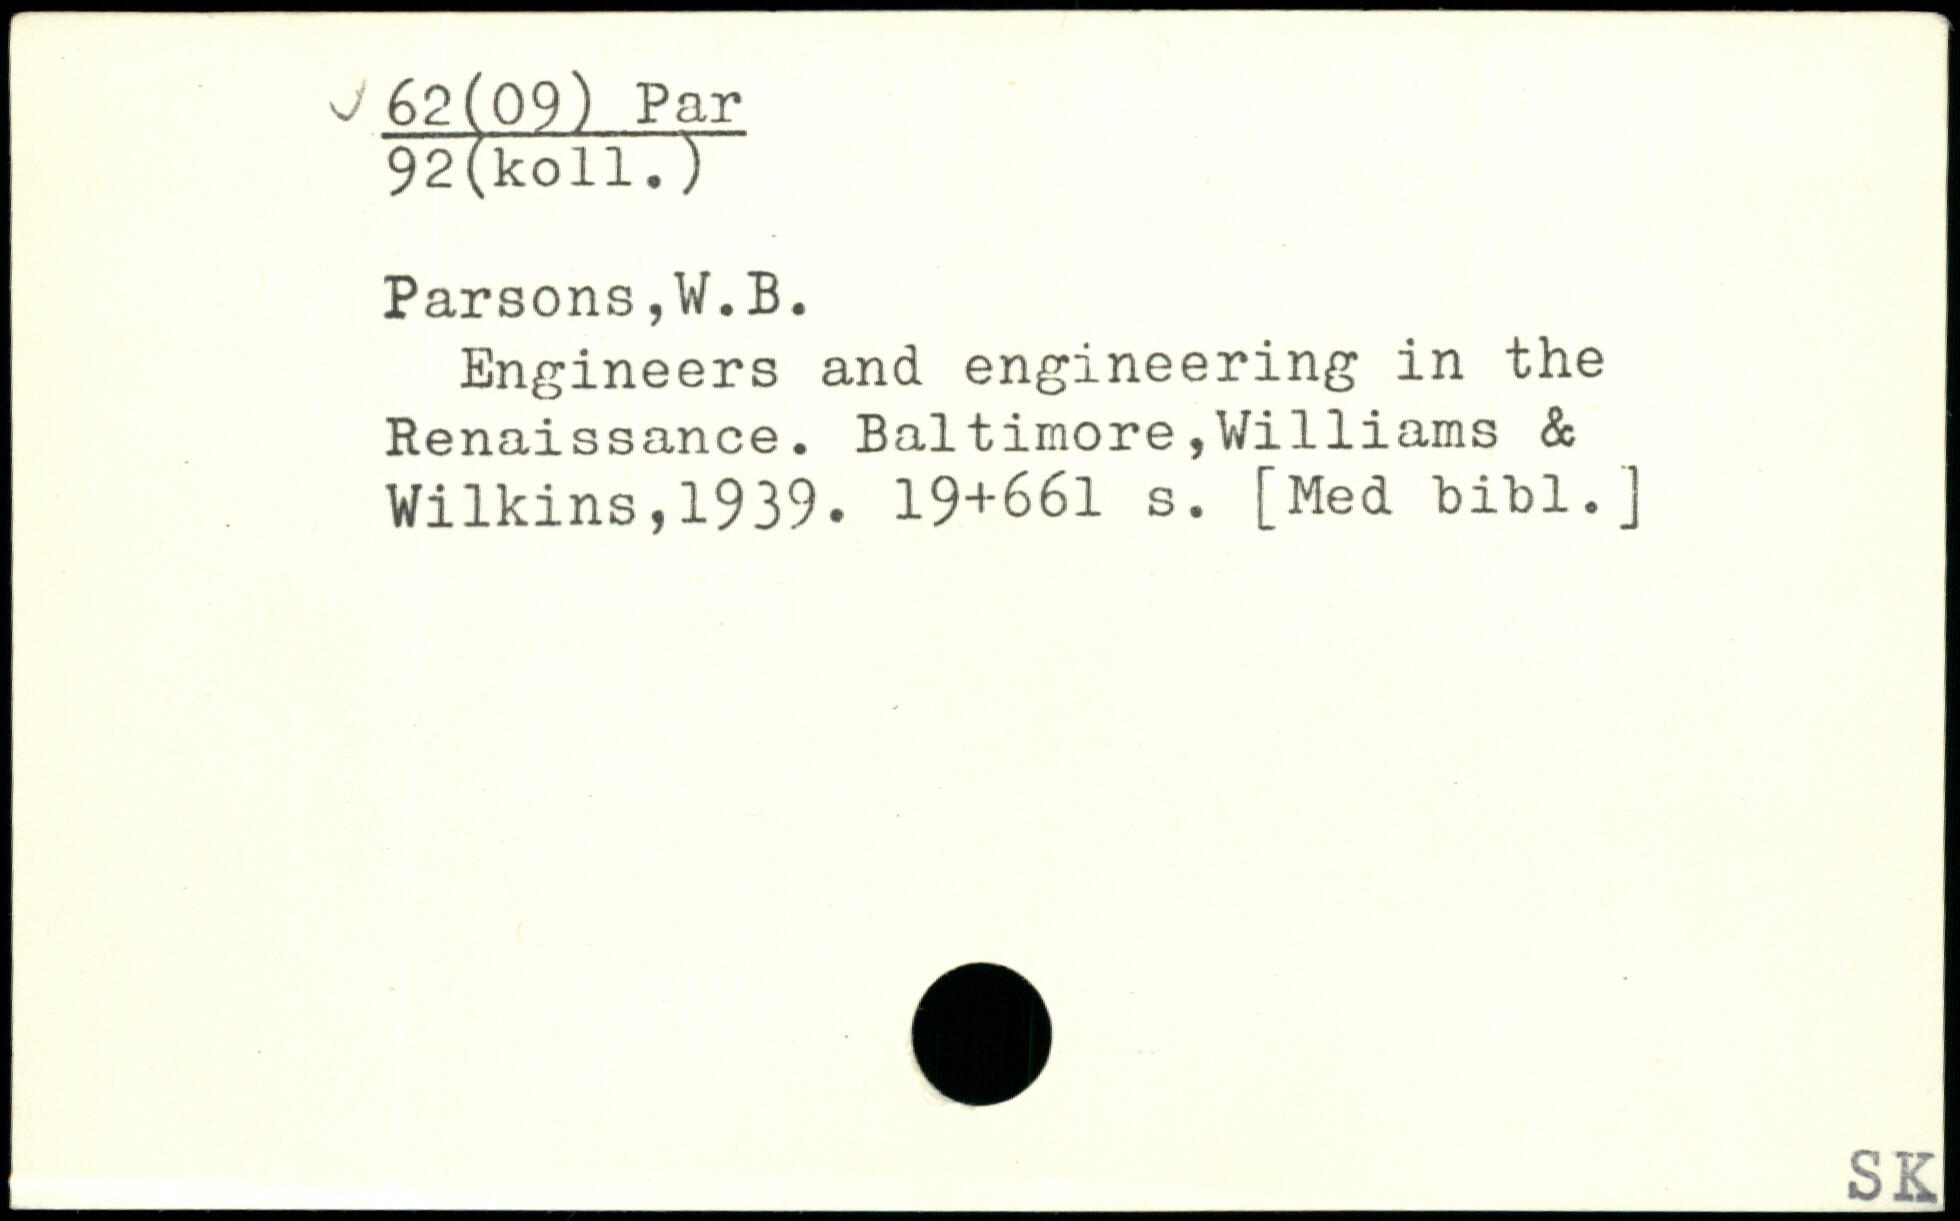 62(09) Par
92(koll.)
Parsons,W.B.
Engineers and engineering in the
Renaissance. Baltimore,Williams &
Wilkins,1939. 19+661 s. [Med bibl.]
SK